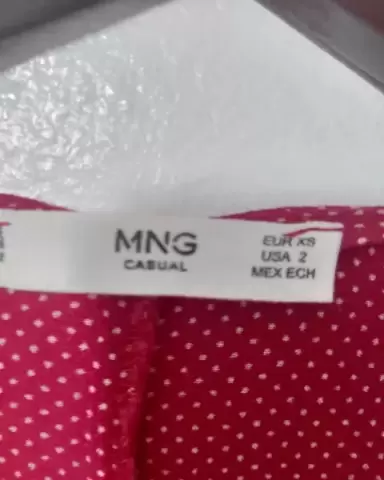 MNG
CASUAL
EUR XS
USA 2
MEX ECH